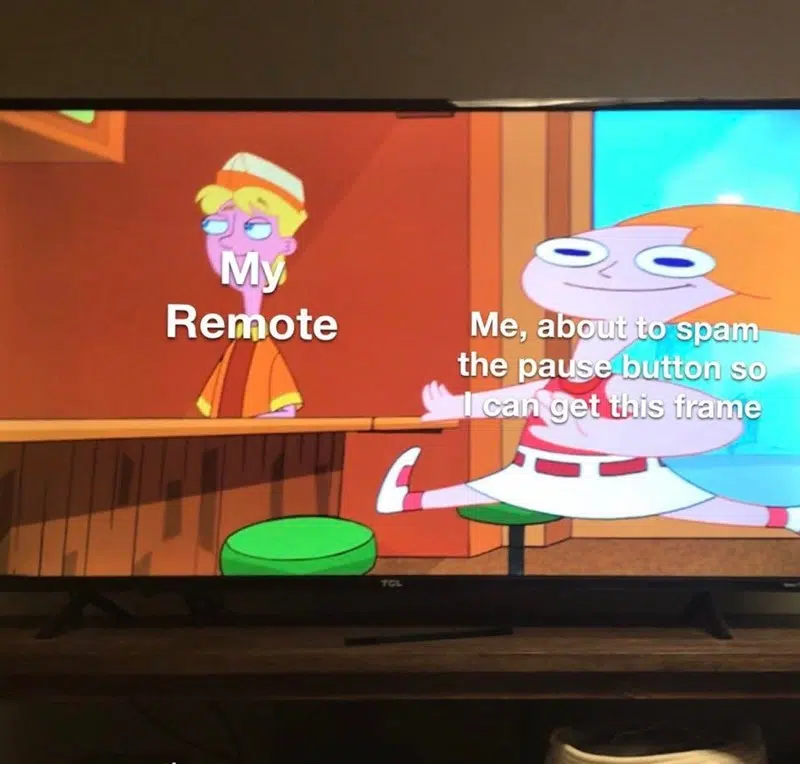 My
Remote
Me, about to spam
the pause button so
I can get this frame
TCL